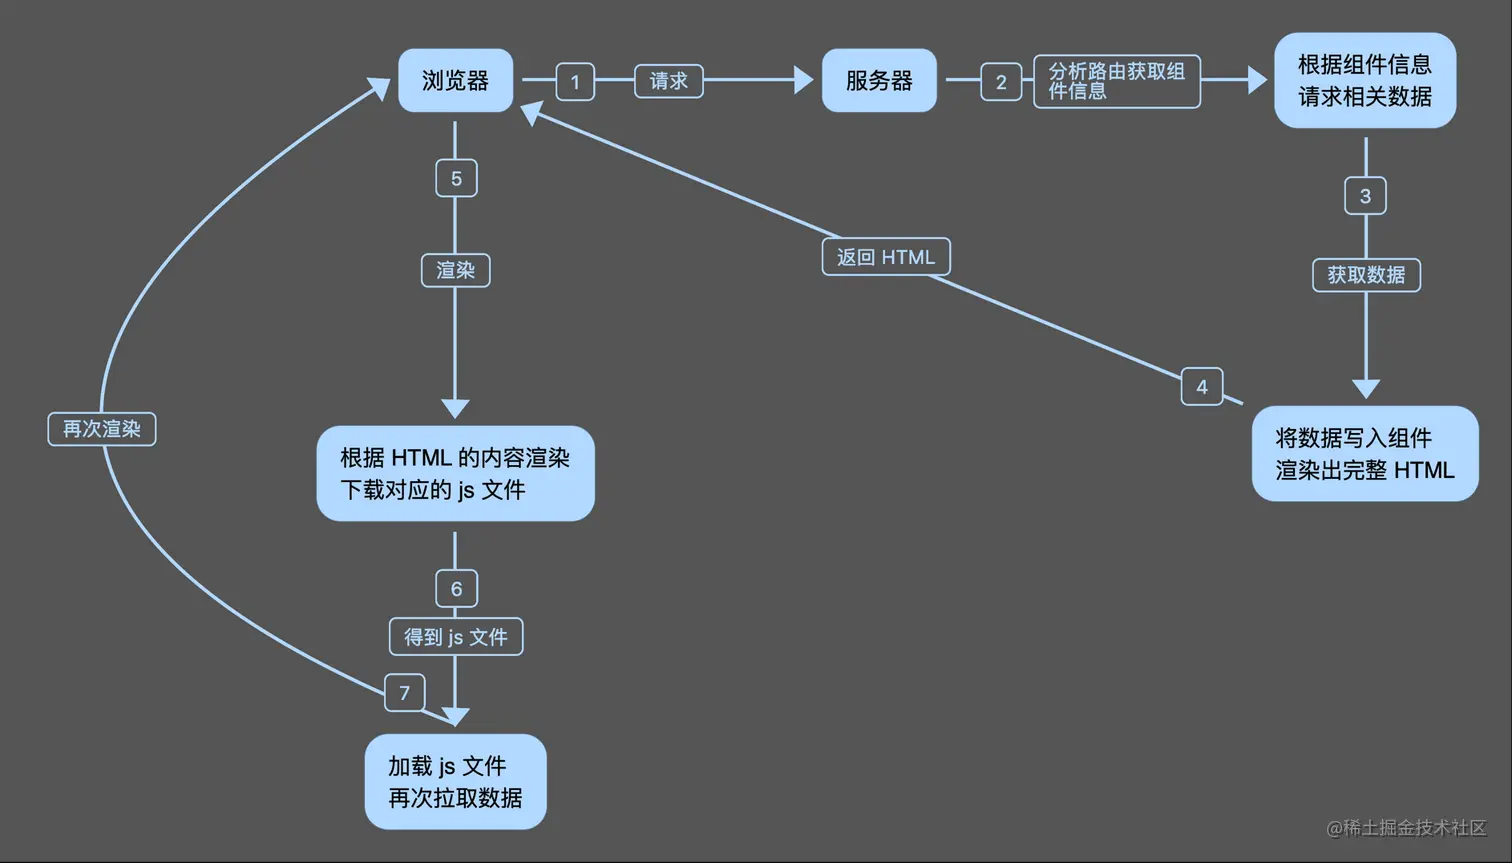 浏览器
1
请求
服务器
2
分析路由获取组
件信息
根据组件信息
请求相关数据
3
获取数据
将数据写入组件
渲染出完整 HTML
4
返回 HTML
5
渲染
根据 HTML 的内容渲染
下载对应的 js 文件
6
得到 js 文件
加载 js 文件
再次拉取数据
7
再次渲染
@稀土掘金技术社区